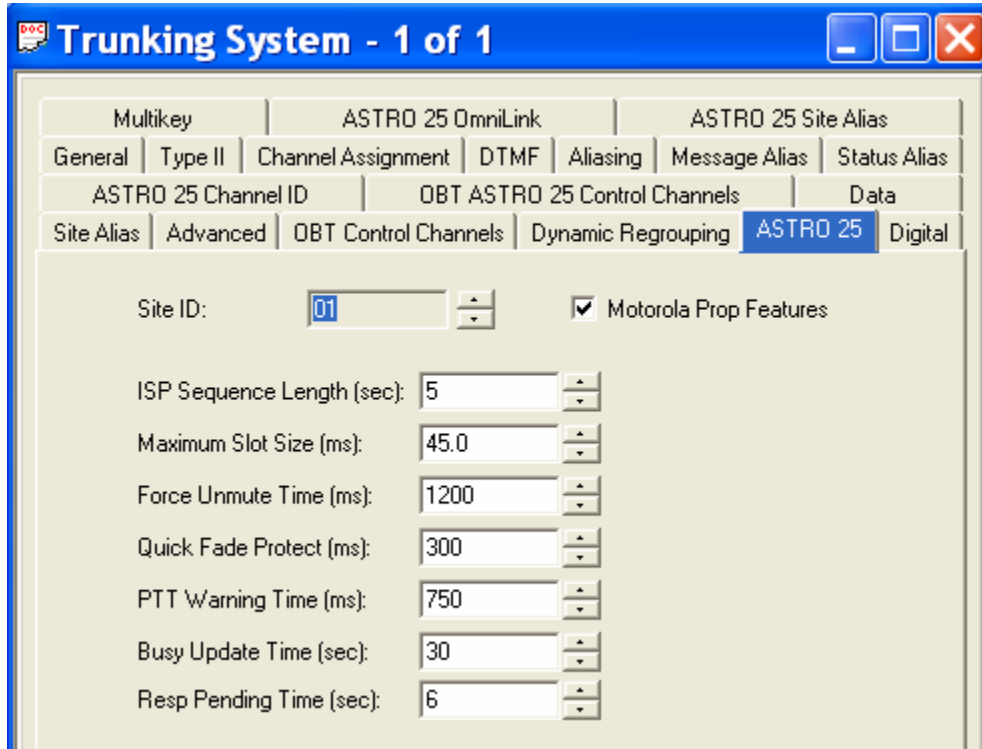 DOC
Trunking System - 1 of 1
Multikey ASTRO 25 OmniLink ASTRO 25 Site Alias
General Type II Channel Assignment DTMF Aliasing Message Alias Status Alias
ASTRO 25 Channel ID OBT ASTRO 25 Control Channels Data
Site Alias Advanced OBT Control Channels Dynamic Regrouping ASTRO 25 Digital
Site ID: 01 Motorola Prop Features
ISP Sequence Length (sec): 5
Maximum Slot Size (ms): 45.0
Force Unmute Time (ms): 1200
Quick Fade Protect (ms): 300
PTT Warning Time (ms): 750
Busy Update Time (sec): 30
Resp Pending Time (sec): 6